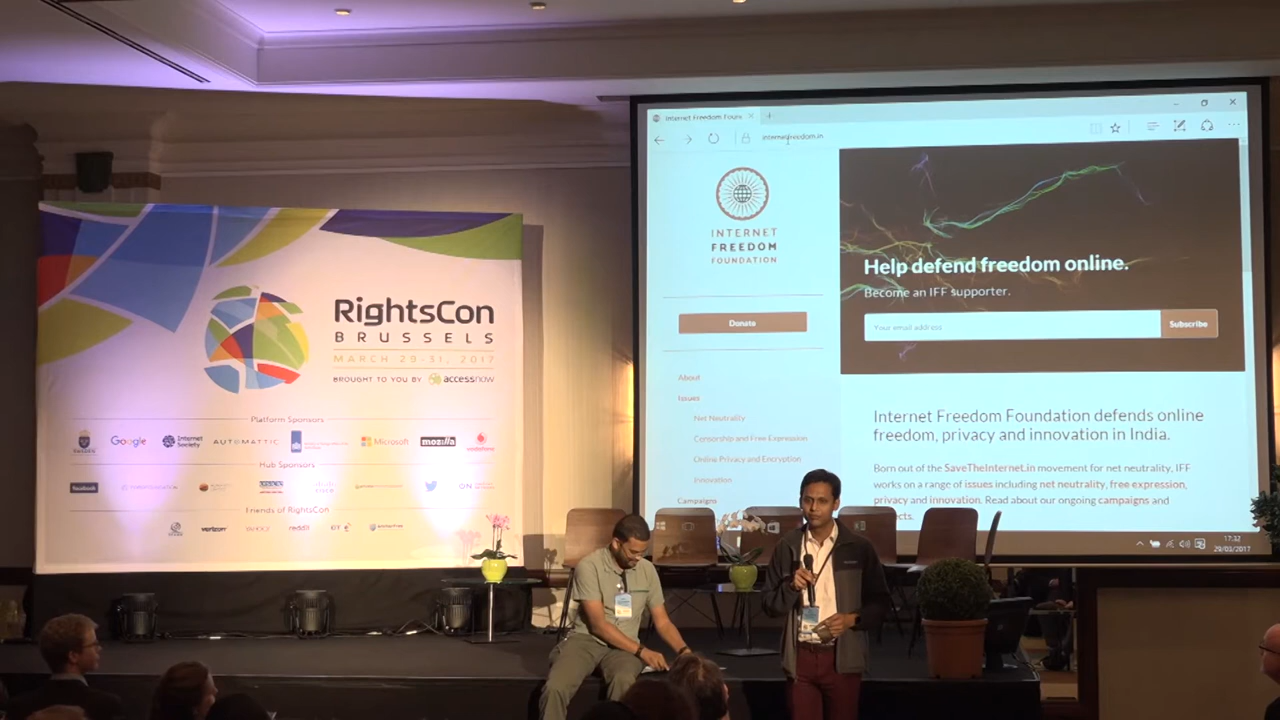 RightsCon
BRUSSELS
MARCH 29-31, 2017
BROUGHT TO YOU BY accessnow
Platform Sponsors
Google
Internet Society
AUTOMATTIC
Microsoft
mozilla
Hub Sponsors
facebook
Friends of RightsCon
verizon
reddit
Internet Freedom Foun
INTERNET
FREEDOM
FOUNDATION
Donate
About
Issues
Net Neutrality
Censorship and Free Expression
Online Privacy and Encryption
Innovation
Campaigns
Help defend freedom online.
Become an IFF supporter.
Your email address
Subscribe
Internet Freedom Foundation defends online
freedom, privacy and innovation in India.
Born out of the SaveTheInternet.in movement for net neutrality, IFF
works on a range of issues including net neutrality, free expression,
privacy and innovation. Read about our ongoing campaigns and
17:32
29/03/2017